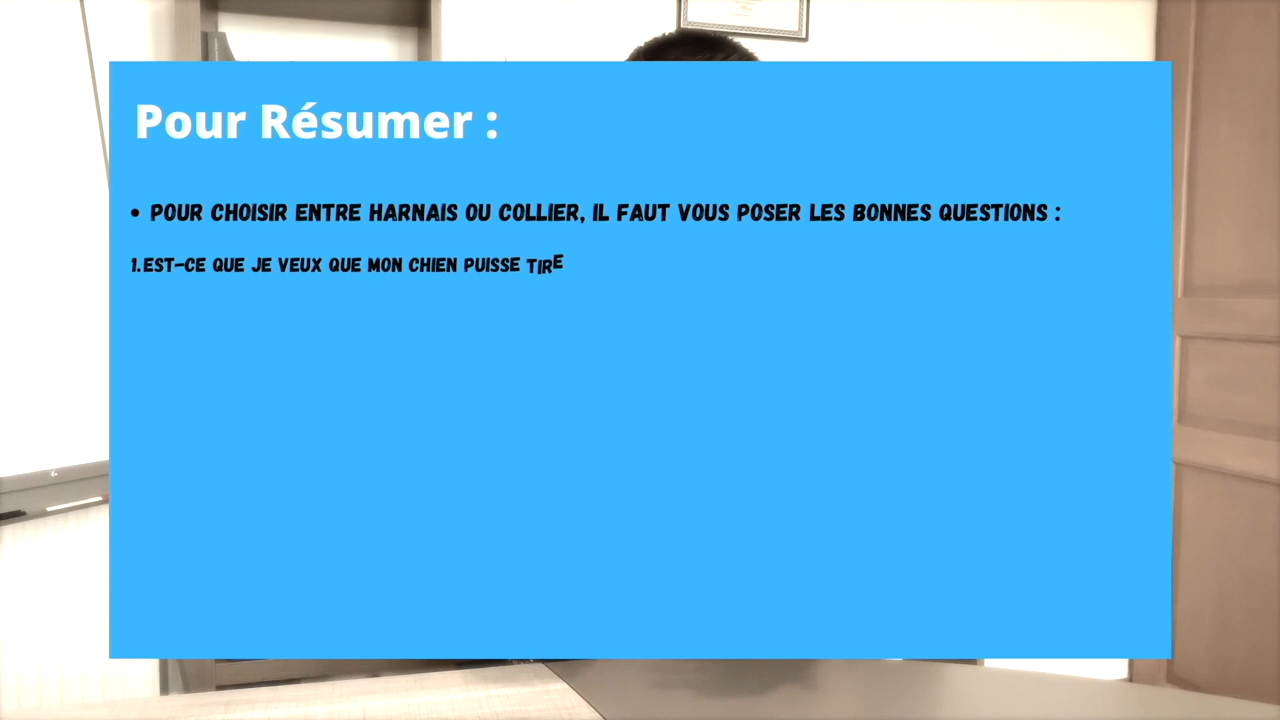 Pour Résumer :
• POUR CHOISIR ENTRE HARNAIS OU COLLIER, IL FAUT VOUS POSER LES BONNES QUESTIONS :
1. EST-CE QUE JE VEUX QUE MON CHIEN PUISSE TIRE